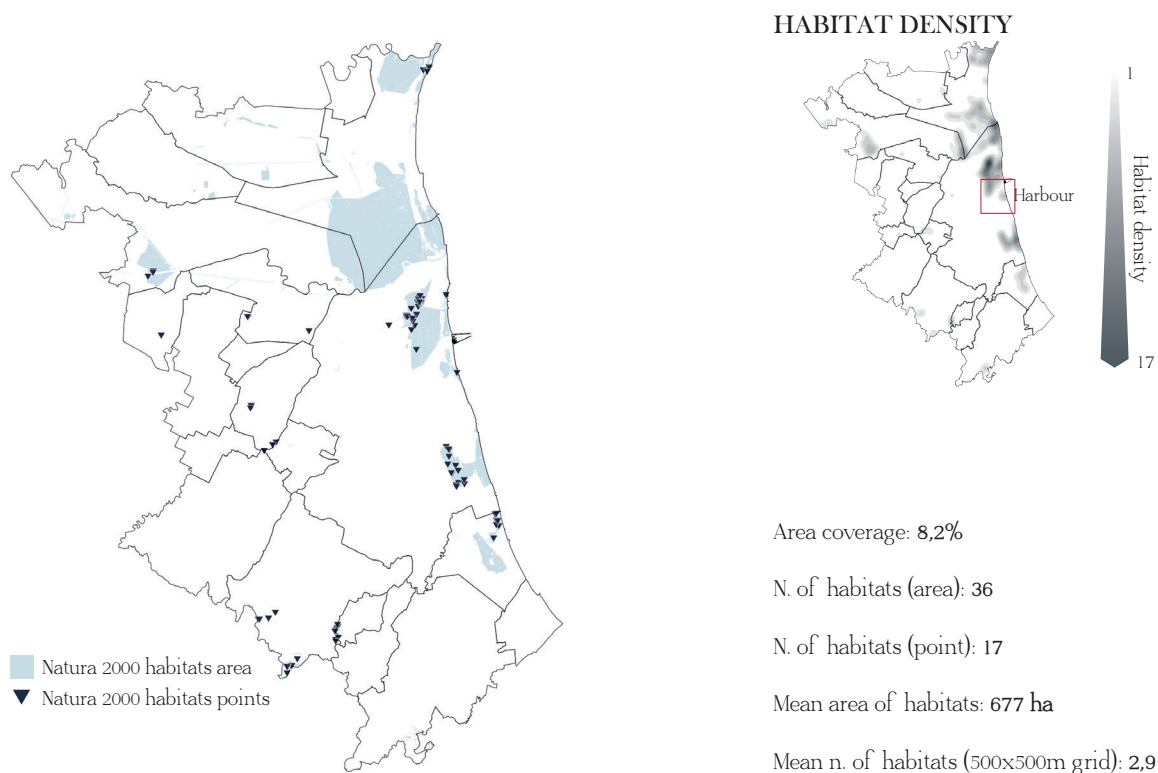 HABITAT DENSITY
1
Harbour
Habitat density
17
Area coverage: 8,2%
N. of habitats (area): 36
N. of habitats (point): 17
Mean area of habitats: 677 ha
Mean n. of habitats (500x500m grid): 2,9
Natura 2000 habitats area
Natura 2000 habitats points